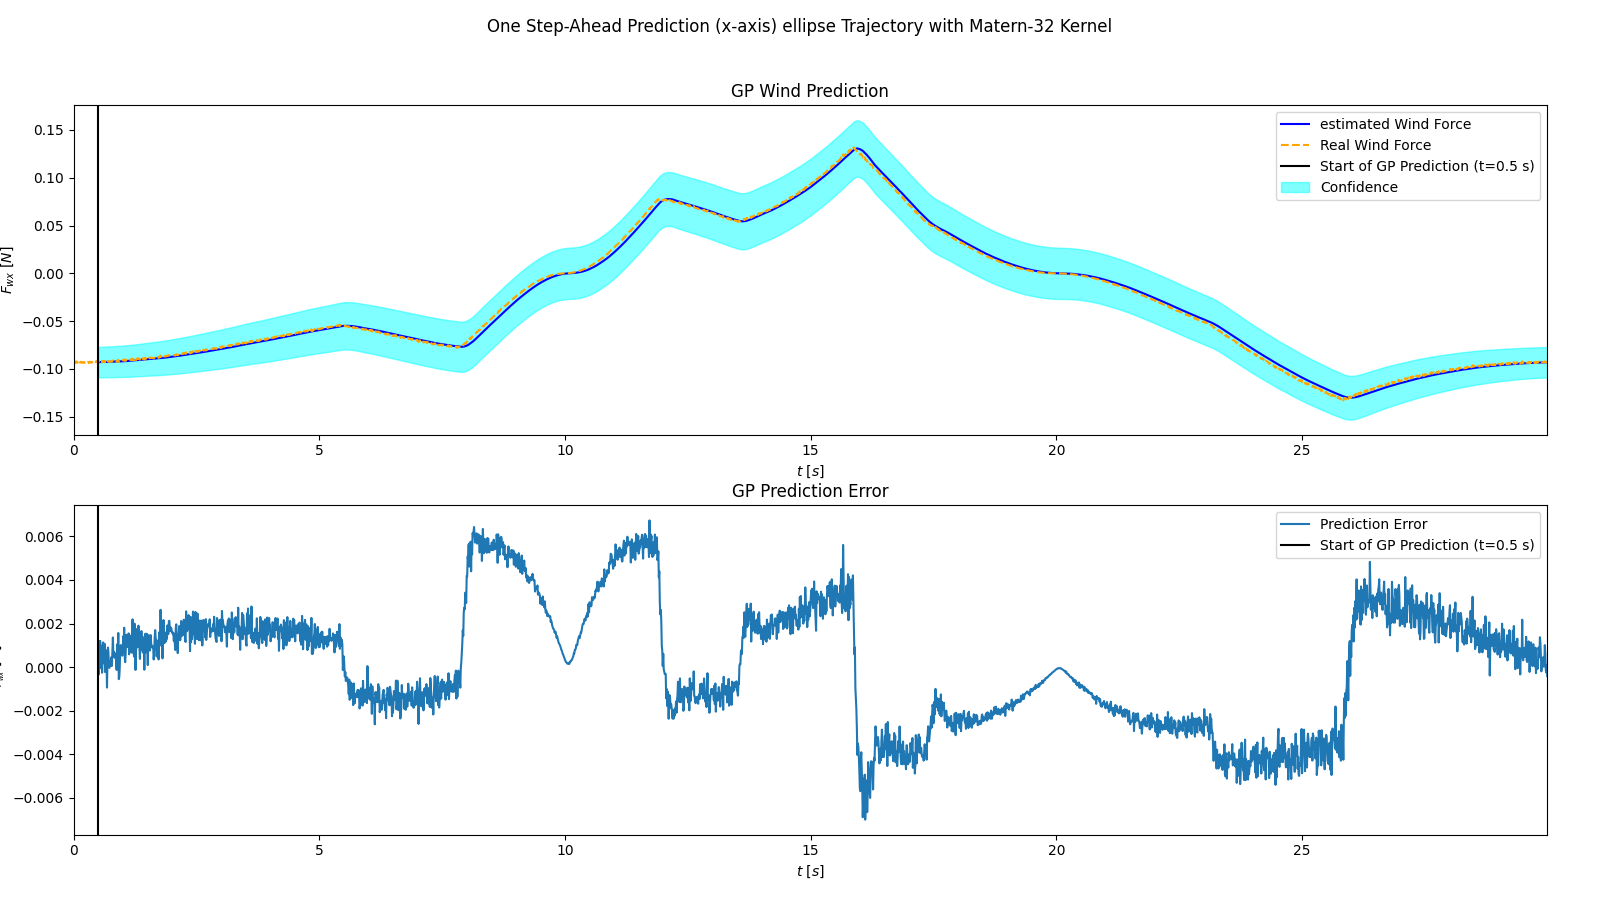 One Step-Ahead Prediction (x-axis) ellipse Trajectory with Matern-32 Kernel
GP Wind Prediction
estimated Wind Force
Real Wind Force
Start of GP Prediction (t=0.5 s)
Confidence
0.15
0.10
0.05
0.00
−0.05
−0.10
−0.15
F_wx [N]
0 5 10 15 20 25
t [s]
GP Prediction Error
Prediction Error
Start of GP Prediction (t=0.5 s)
0.006
0.004
0.002
0.000
−0.002
−0.004
−0.006
0 5 10 15 20 25
t [s]